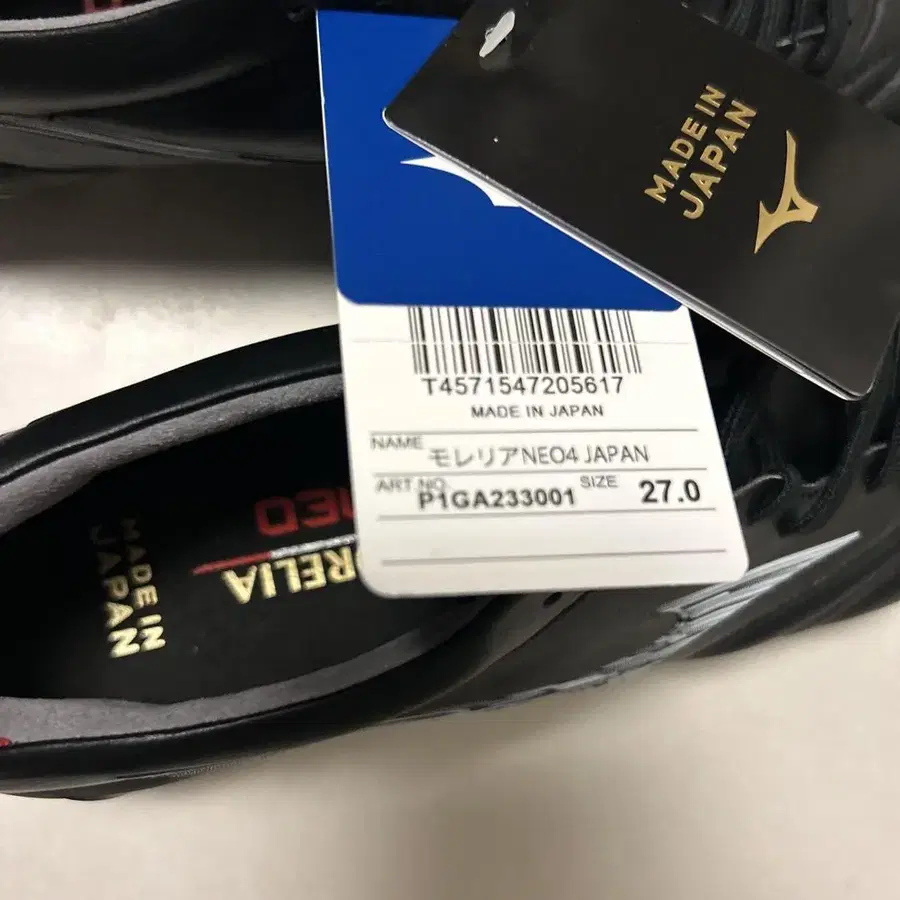 MADE IN
JAPAN
T4571547205617
MADE IN JAPAN
NAME モレリアNEO4 JAPAN
ART.NO. P1GA233001 SIZE 27.0
MADE IN
JAPAN